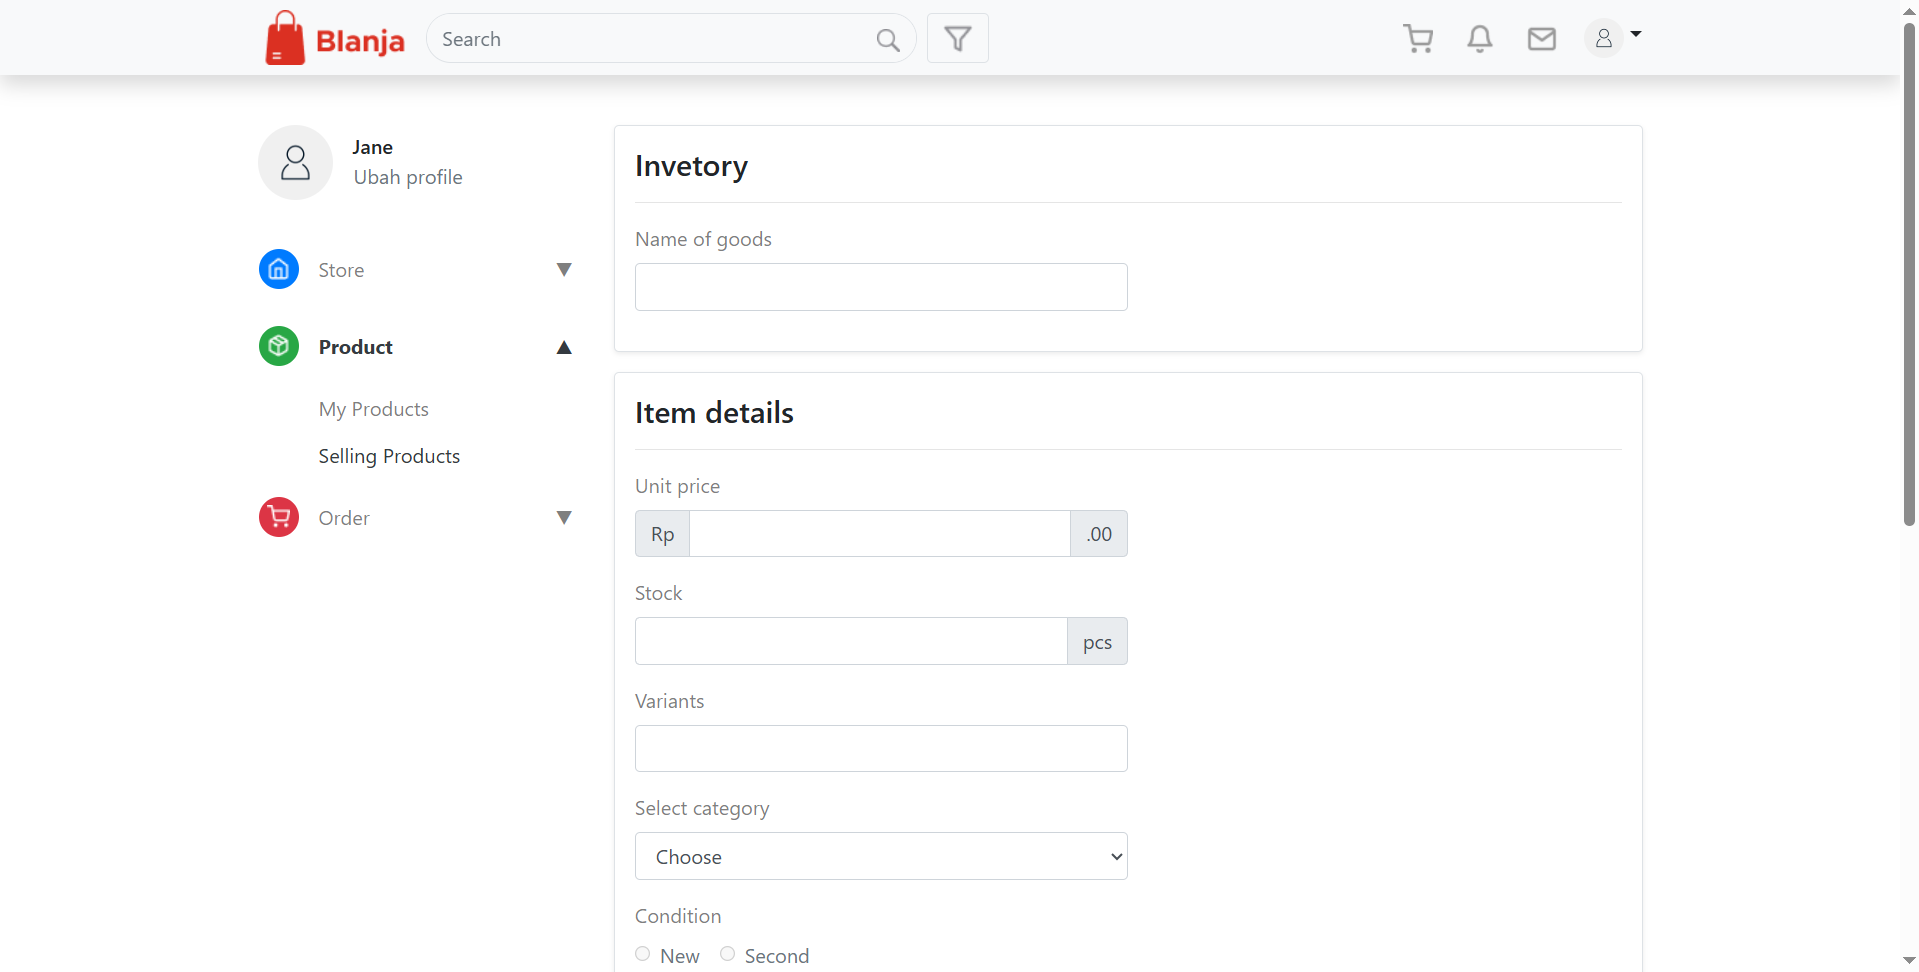 Blanja
Search
Jane
Ubah profile
Store
Product
My Products
Selling Products
Order
Invetory
Name of goods
Item details
Unit price
Rp .00
Stock
pcs
Variants
Select category
Choose
Condition
New Second